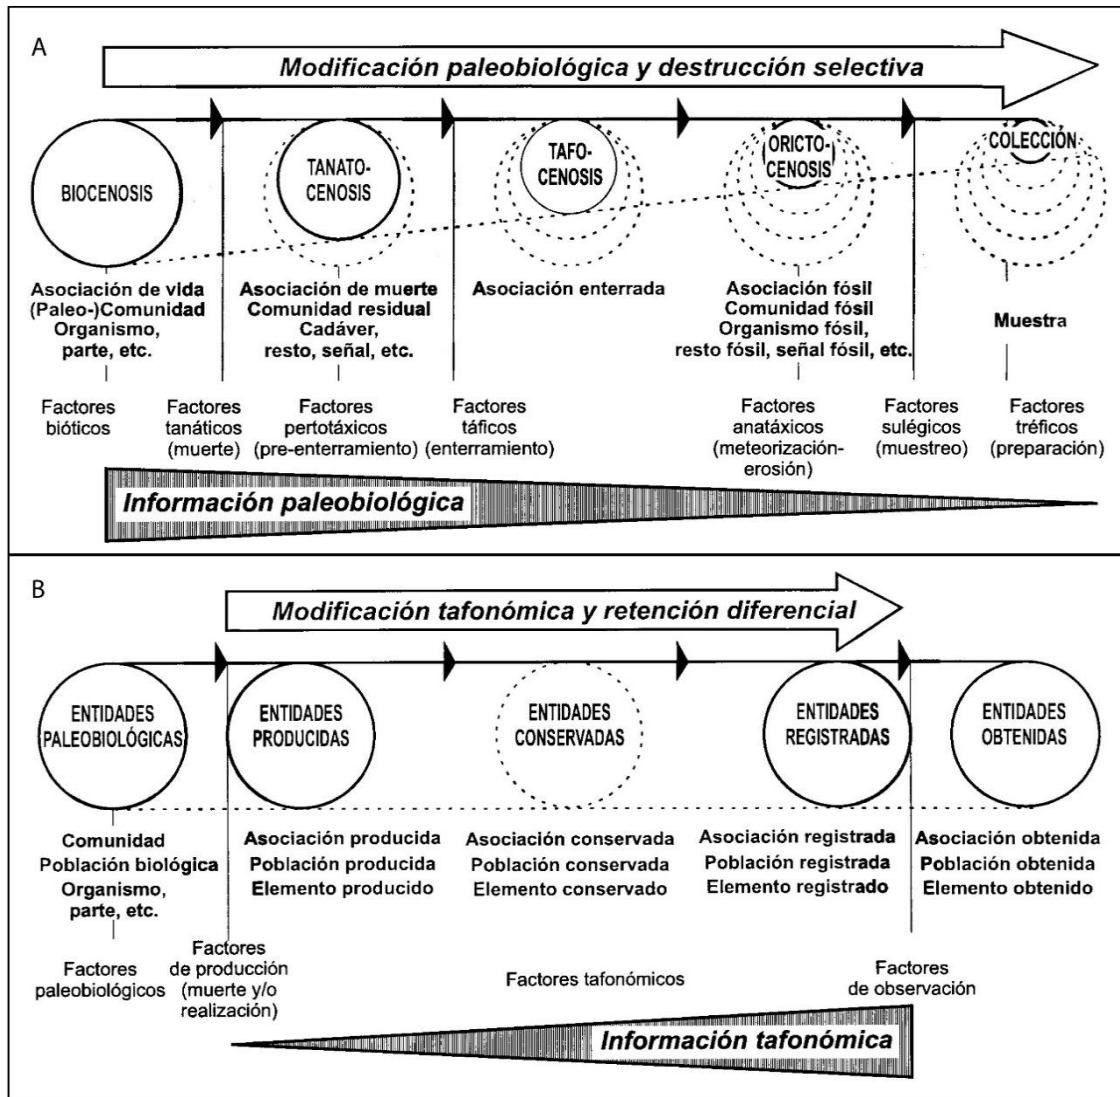 A
Modificación paleobiológica y destrucción selectiva
BIOCENOSIS
TANATO-
CENOSIS
TAFO-
CENOSIS
ORICTO-
CENOSIS
COLECCIÓN
Asociación de vida
(Paleo-)Comunidad
Organismo,
parte, etc.
Asociación de muerte
Comunidad residual
Cadáver,
resto, señal, etc.
Asociación enterrada
Asociación fósil
Comunidad fósil
Organismo fósil,
resto fósil, señal fósil, etc.
Muestra
Factores
bióticos
Factores
tanáticos
(muerte)
Factores
pertotáxicos
(pre-enterramiento)
Factores
táficos
(enterramiento)
Factores
anatáxicos
(meteorización-
erosión)
Factores
sulégicos
(muestreo)
Factores
tréficos
(preparación)
Información paleobiológica
B
Modificación tafonómica y retención diferencial
ENTIDADES
PALEOBIOLÓGICAS
ENTIDADES
PRODUCIDAS
ENTIDADES
CONSERVADAS
ENTIDADES
REGISTRADAS
ENTIDADES
OBTENIDAS
Comunidad
Población biológica
Organismo,
parte, etc.
Asociación producida
Población producida
Elemento producido
Asociación conservada
Población conservada
Elemento conservado
Asociación registrada
Población registrada
Elemento registrado
Asociación obtenida
Población obtenida
Elemento obtenido
Factores
paleobiológicos
Factores
de producción
(muerte y/o
realización)
Factores tafonómicos
Factores
de observación
Información tafonómica